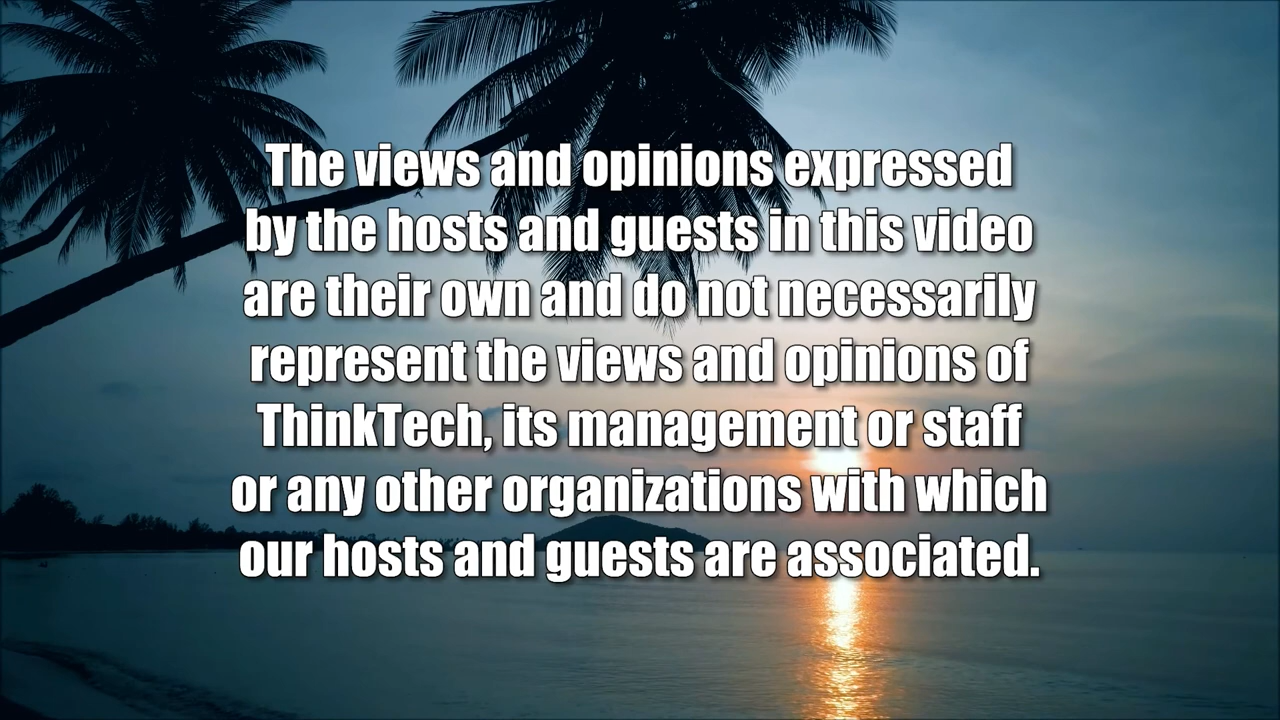 The views and opinions expressed
by the hosts and guests in this video
are their own and do not necessarily
represent the views and opinions of
ThinkTech, its management or staff
or any other organizations with which
our hosts and guests are associated.